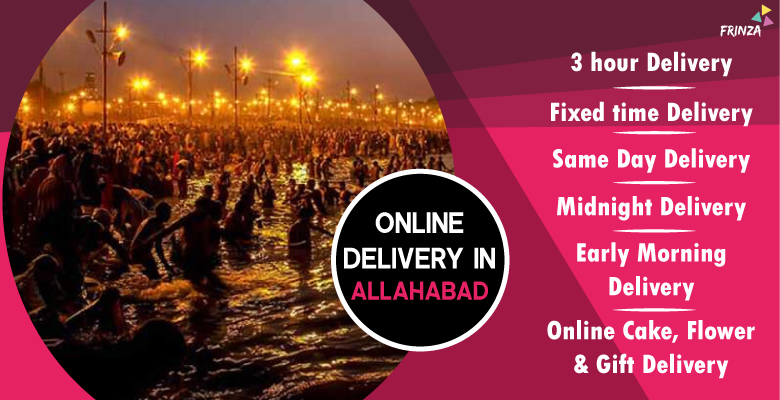 FRINZA
3 hour Delivery
Fixed time Delivery
Same Day Delivery
Midnight Delivery
Early Morning
Delivery
Online Cake, Flower
& Gift Delivery
ONLINE
DELIVERY IN
ALLAHABAD